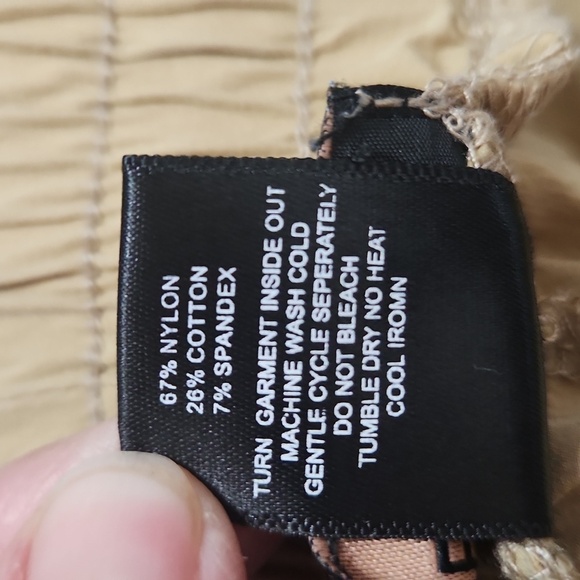 67% NYLON
26% COTTON
7% SPANDEX
TURN GARMENT INSIDE OUT
MACHINE WASH COLD
GENTLE CYCLE SEPERATELY
DO NOT BLEACH
TUMBLE DRY NO HEAT
COOL IROMN